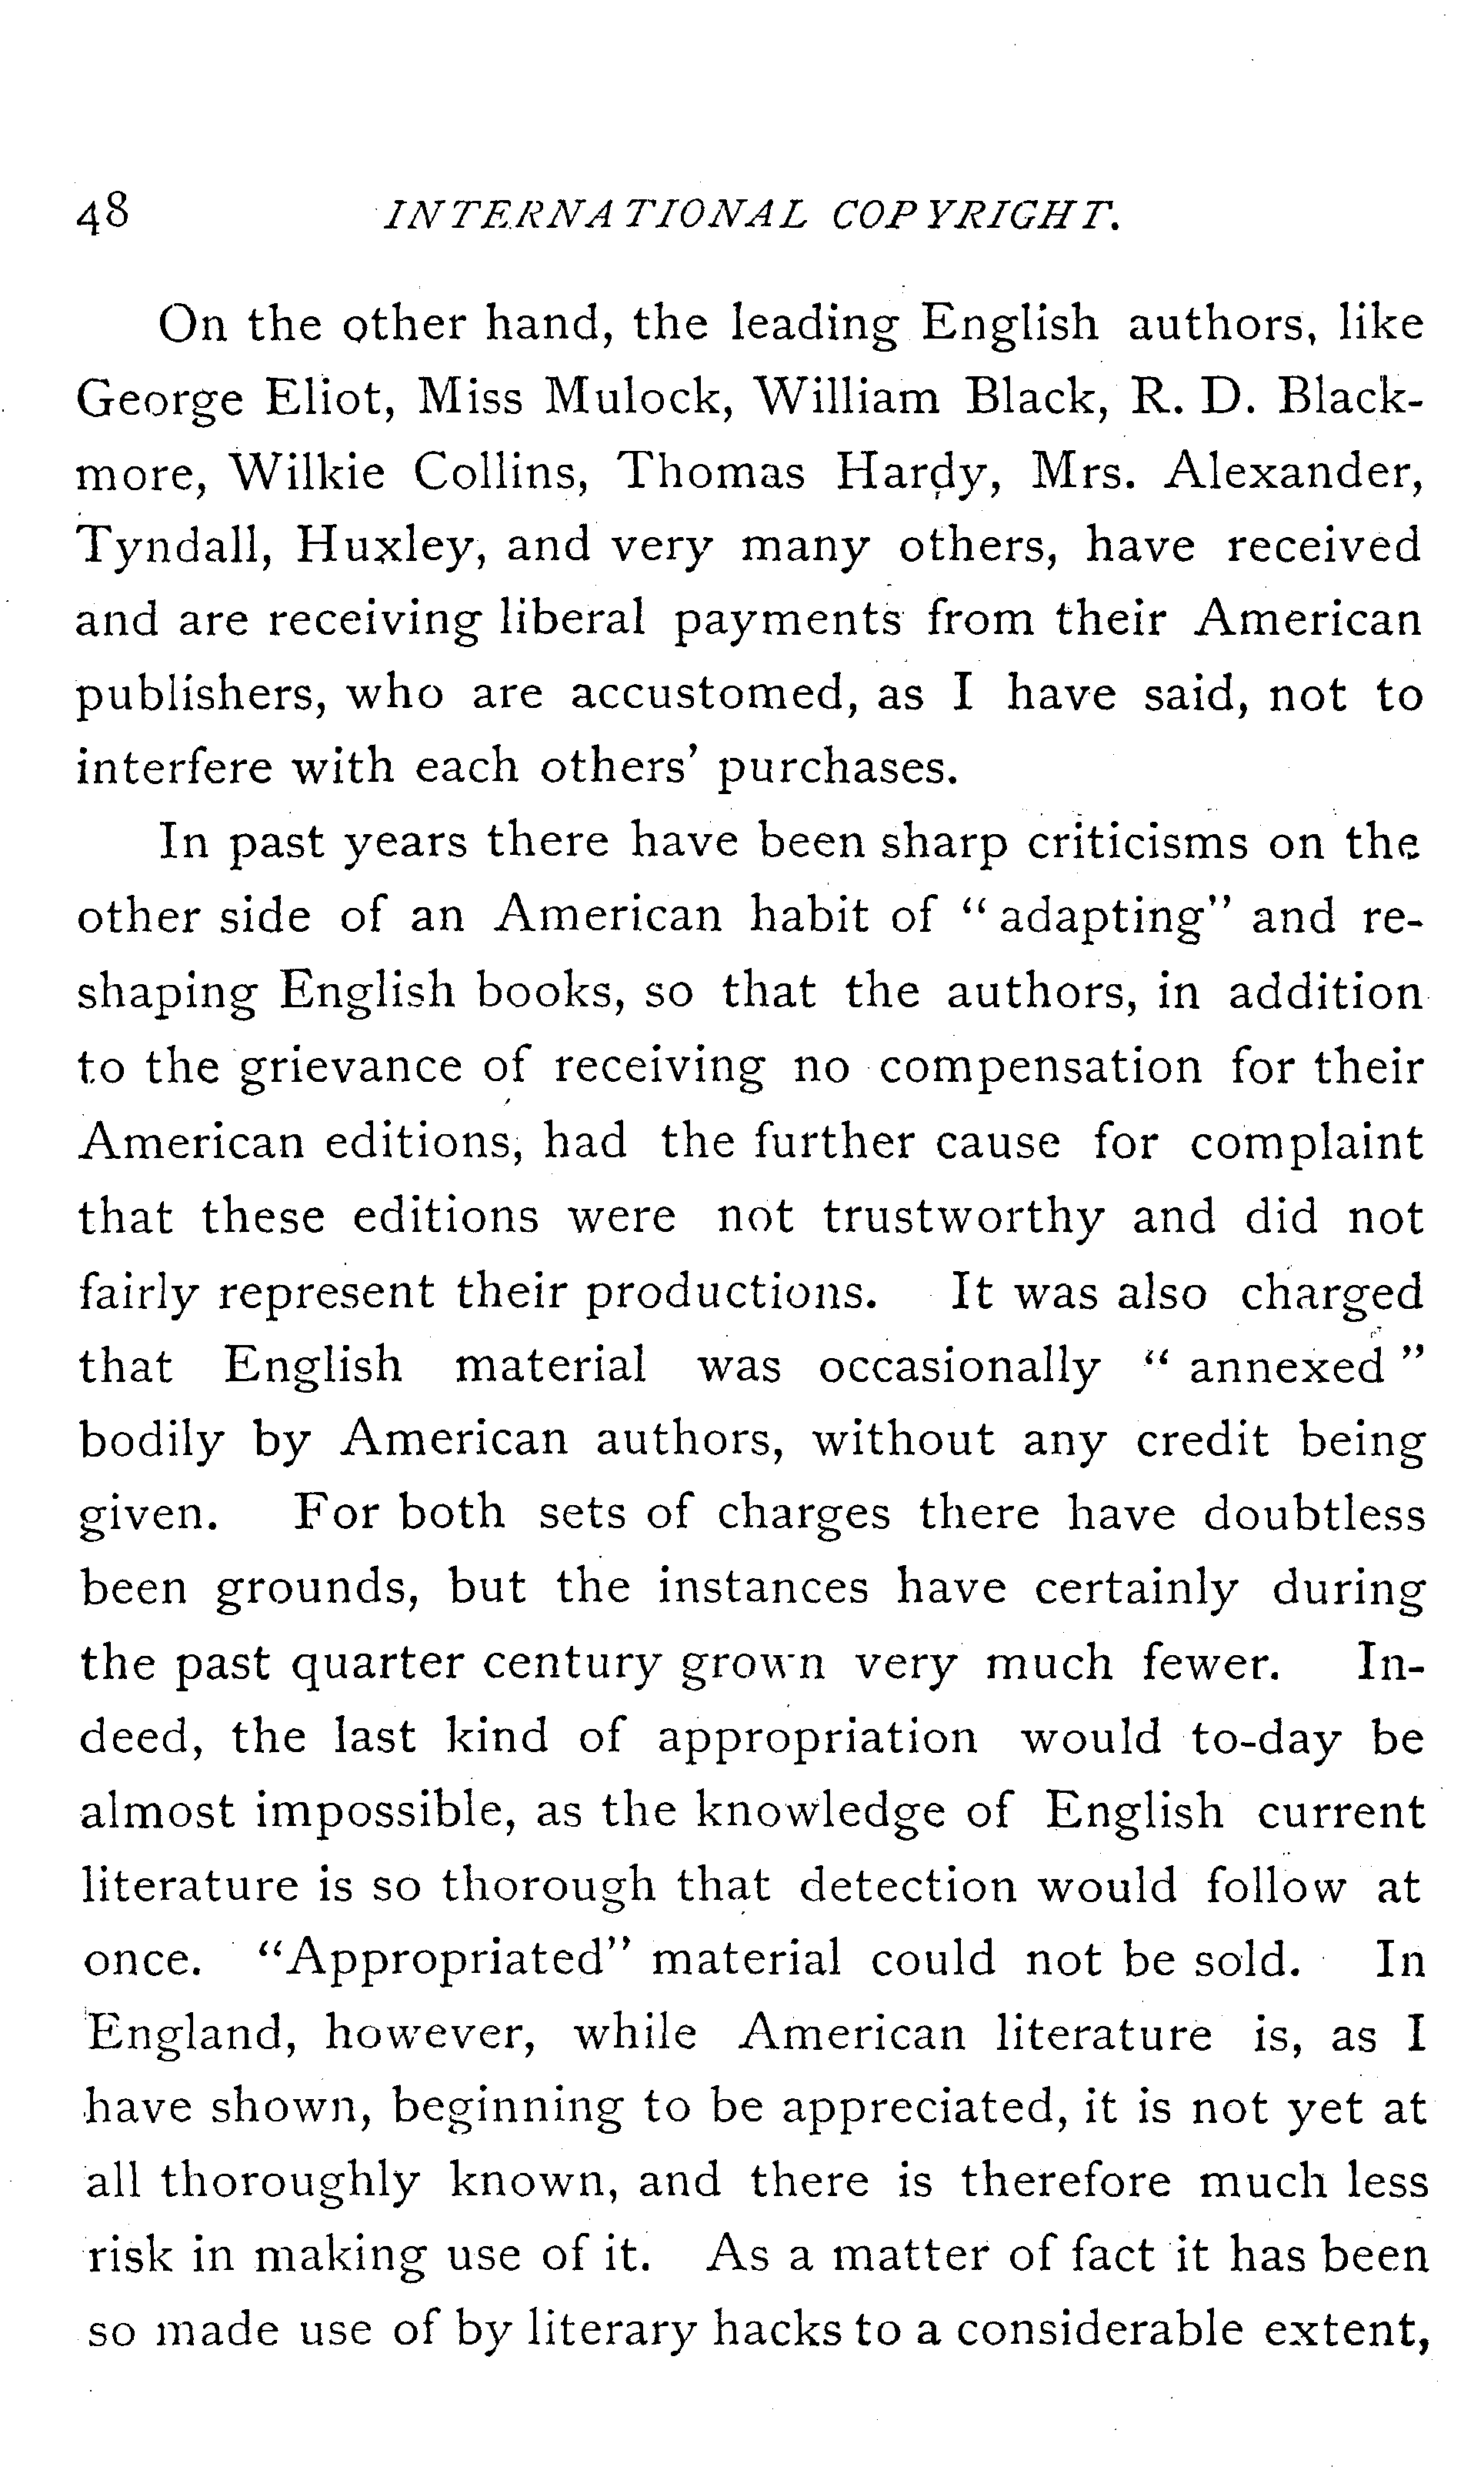 48 INTERNATIONAL COPYRIGHT.
On the other hand, the leading English authors, like
George Eliot, Miss Mulock, William Black, R. D. Black-
more, Wilkie Collins, Thomas Hardy, Mrs. Alexander,
Tyndall, Huxley, and very many others, have received
and are receiving liberal payments from their American
publishers, who are accustomed, as I have said, not to
interfere with each others' purchases.
In past years there have been sharp criticisms on the
other side of an American habit of "adapting" and re-
shaping English books, so that the authors, in addition
to the grievance of receiving no compensation for their
American editions, had the further cause for complaint
that these editions were not trustworthy and did not
fairly represent their productions. It was also charged
that English material was occasionally "annexed"
bodily by American authors, without any credit being
given. For both sets of charges there have doubtless
been grounds, but the instances have certainly during
the past quarter century grown very much fewer. In-
deed, the last kind of appropriation would to-day be
almost impossible, as the knowledge of English current
literature is so thorough that detection would follow at
once. "Appropriated" material could not be sold. In
England, however, while American literature is, as I
have shown, beginning to be appreciated, it is not yet at
all thoroughly known, and there is therefore much less
risk in making use of it. As a matter of fact it has been
so made use of by literary hacks to a considerable extent,